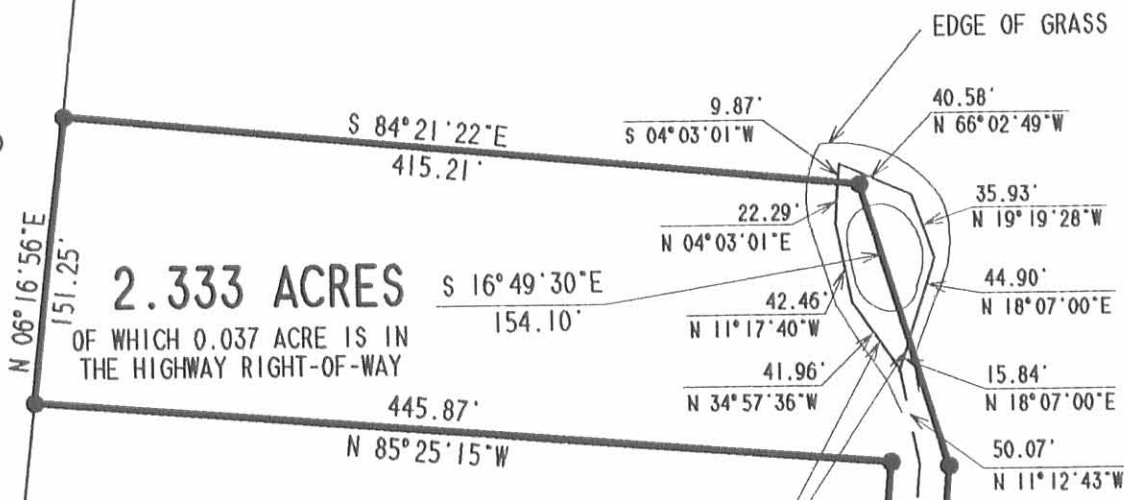 EDGE OF GRASS
9.87'
S 04°03'01"W
40.58'
N 66°02'49"W
S 84°21'22"E
415.21'
35.93'
N 19°19'28"W
22.29'
N 04°03'01"E
N 06°16'56"E
151.25'
2.333 ACRES
OF WHICH 0.037 ACRE IS IN
THE HIGHWAY RIGHT-OF-WAY
S 16°49'30"E
154.10'
44.90'
N 18°07'00"E
42.46'
N 11°17'40"W
41.96'
N 34°57'36"W
15.84'
N 18°07'00"E
445.87'
N 85°25'15"W
50.07'
N 11°12'43"W